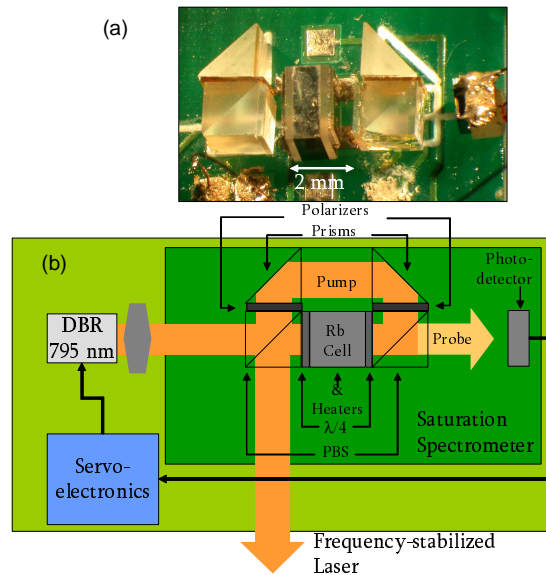 (a)
2 mm
Polarizers
Prisms
(b)
Photo-
detector
Pump
DBR
795 nm
Rb
Cell
Probe
&
Heaters
λ/4
PBS
Saturation
Spectrometer
Servo-
electronics
Frequency-stabilized
Laser